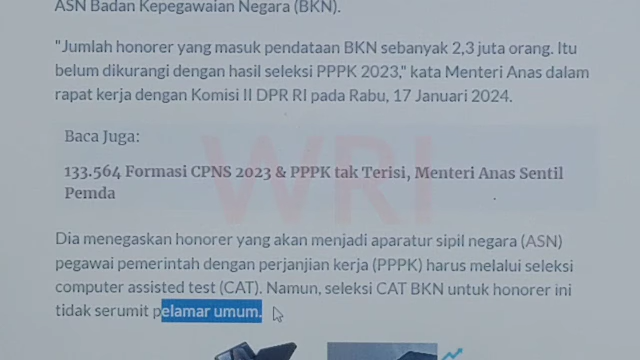 ASN Badan Kepegawaian Negara (BKN).
"Jumlah honorer yang masuk pendataan BKN sebanyak 2,3 juta orang. Itu
belum dikurangi dengan hasil seleksi PPPK 2023," kata Menteri Anas dalam
rapat kerja dengan Komisi II DPR RI pada Rabu, 17 Januari 2024.
Baca Juga:
133.564 Formasi CPNS 2023 & PPPK tak Terisi, Menteri Anas Sentil
Pemda
WRI
Dia menegaskan honorer yang akan menjadi aparatur sipil negara (ASN)
pegawai pemerintah dengan perjanjian kerja (PPPK) harus melalui seleksi
computer assisted test (CAT). Namun, seleksi CAT BKN untuk honorer ini
tidak serumit pelamar umum.